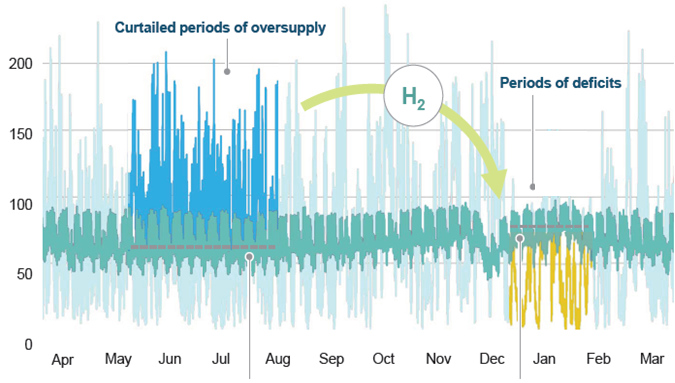 Curtailed periods of oversupply
H2
Periods of deficits
200
150
100
50
0
Apr May Jun Jul Aug Sep Oct Nov Dec Jan Feb Mar